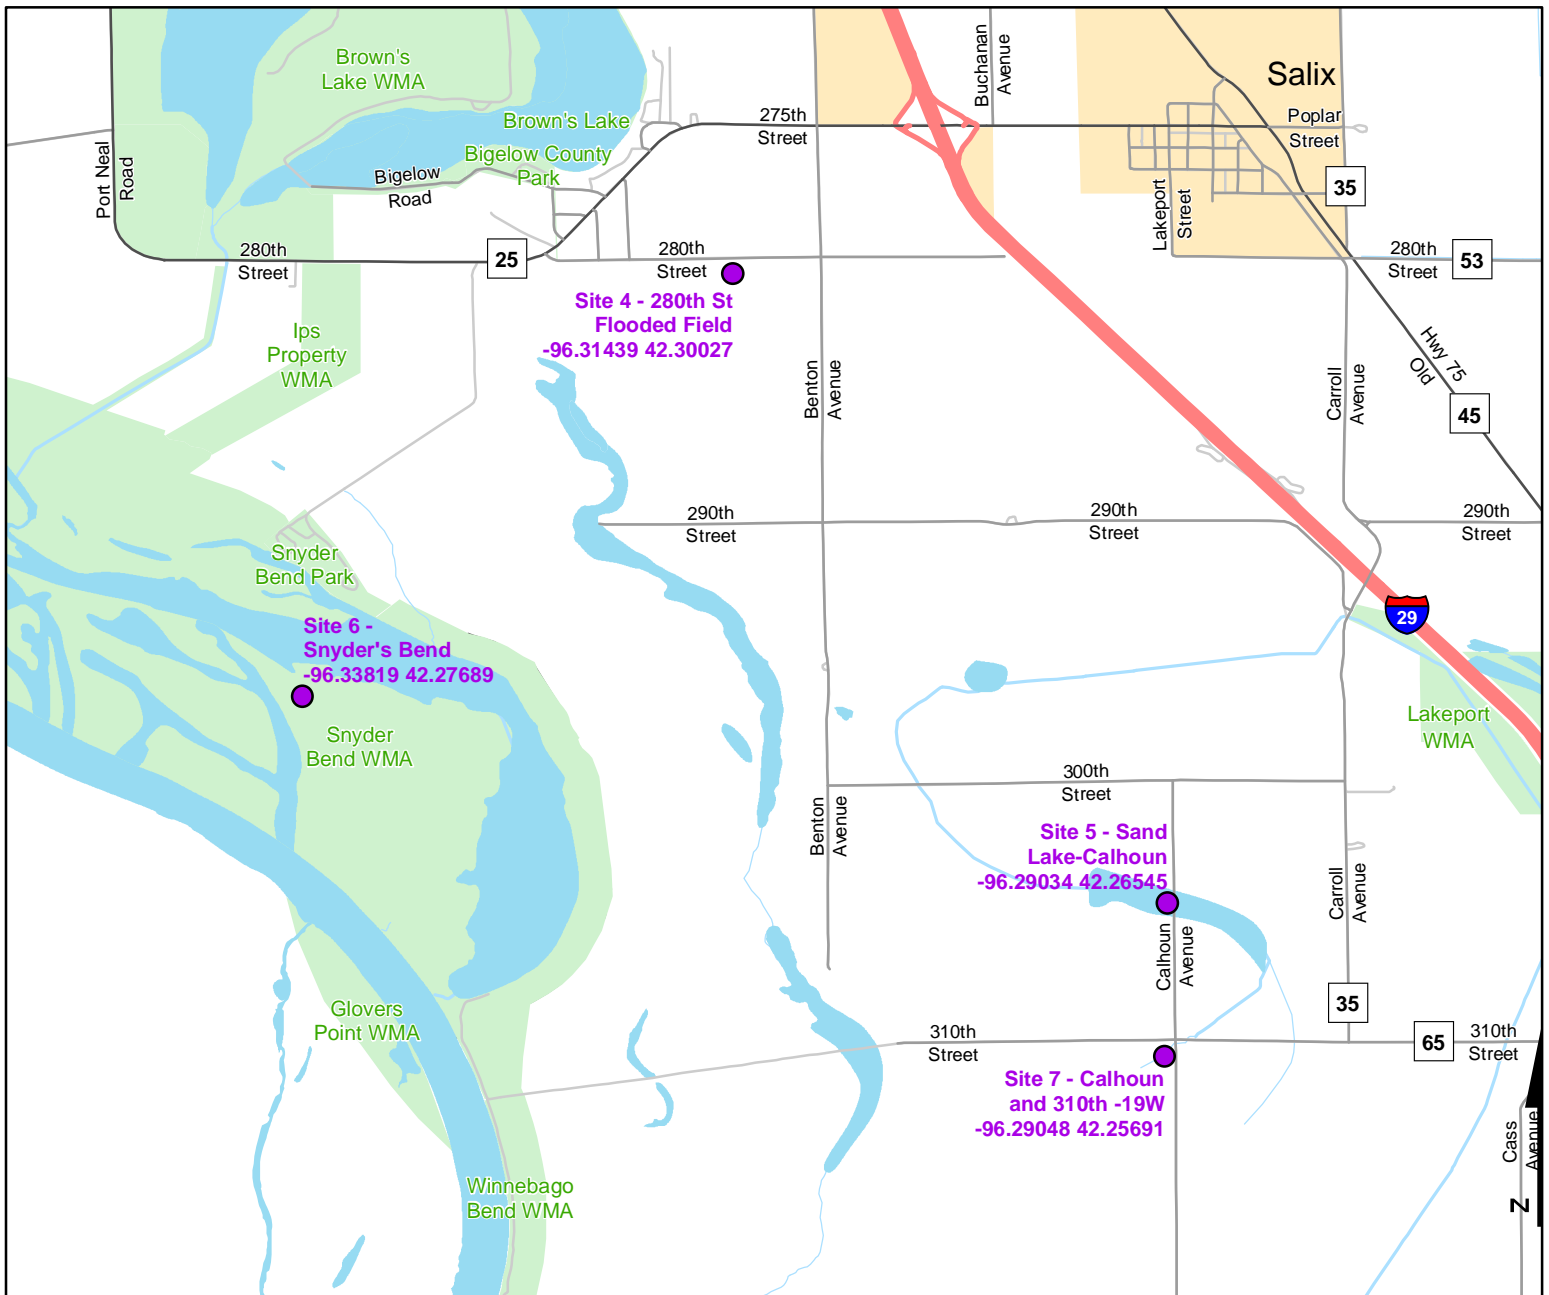 Brown's
Lake WMA
Buchanan
Avenue
Salix
Brown's Lake
275th
Street
Poplar
Street
Port Neal
Road
Bigelow County
Park
Bigelow
Road
35
Lakeport
Street
280th
Street
25
280th
Street
280th
Street
53
Site 4 - 280th St
Flooded Field
-96.31439 42.30027
Ips
Property
WMA
Benton
Avenue
Carroll
Avenue
Hwy 75
Old
45
290th
Street
290th
Street
290th
Street
Snyder
Bend Park
29
Site 6 -
Snyder's Bend
-96.33819 42.27689
Snyder
Bend WMA
Lakeport
WMA
300th
Street
Benton
Avenue
Site 5 - Sand
Lake-Calhoun
-96.29034 42.26545
Carroll
Avenue
Calhoun
Avenue
Glovers
Point WMA
35
310th
Street
65
310th
Street
Site 7 - Calhoun
and 310th -19W
-96.29048 42.25691
Cass
Avenue
Winnebago
Bend WMA
N